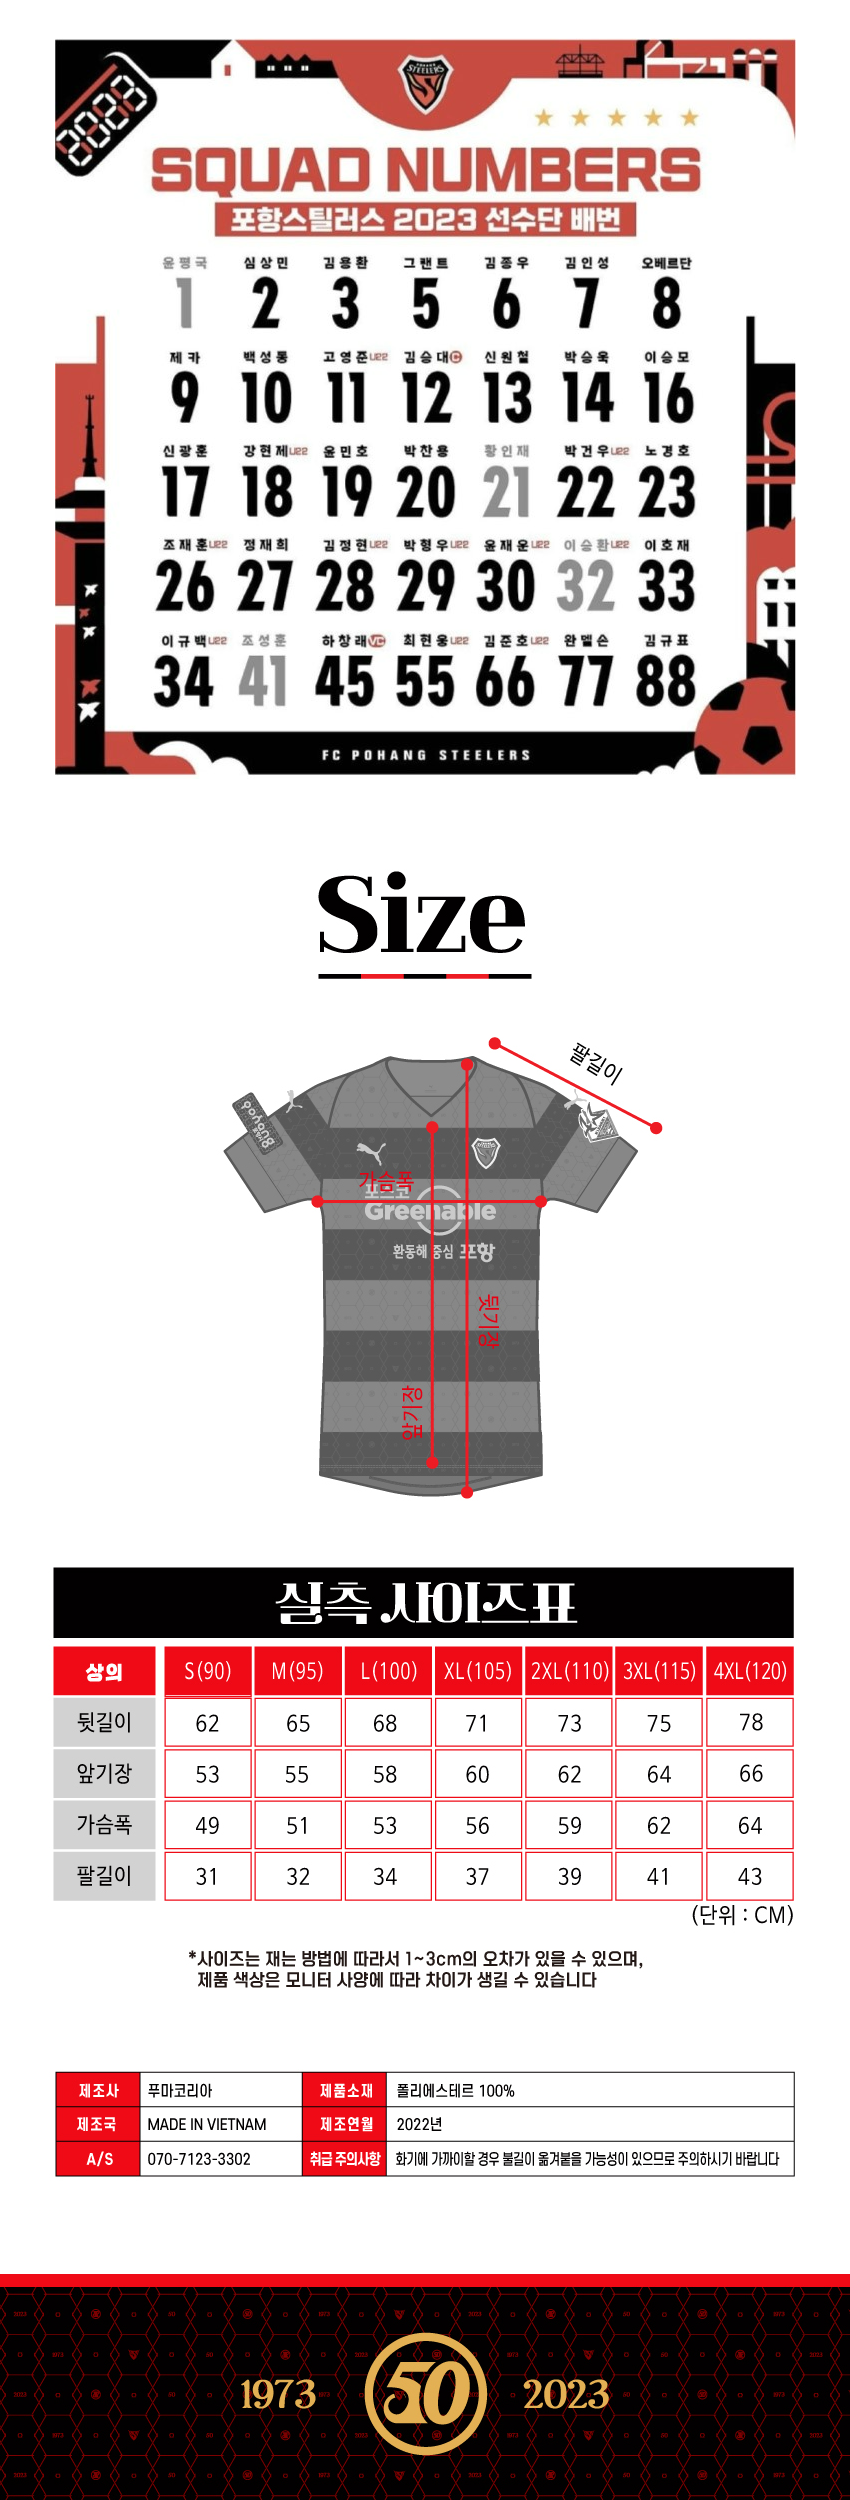 POHANG
STEELERS
2023
SQUAD NUMBERS
포항스틸러스 2023 선수단 배번
윤평국 심상민 김용환 그랜트 김종우 김인성 오베르단
1 2 3 5 6 7 8
제카 백성동 고영준U22 김승대C 신원철 박승욱 이승모
9 10 11 12 13 14 16
신광훈 강현제U22 윤민호 박찬용 황인재 박건우U22 노경호
17 18 19 20 21 22 23
조재훈U22 정재희 김정현U22 박형우U22 윤재운U22 이승환U22 이호재
26 27 28 29 30 32 33
이규백U22 조성훈 하창래VC 최현웅U22 김준호U22 완델손 김규표
34 41 45 55 66 77 88
FC POHANG STEELERS
Size
팔길이
가슴폭
포스코
Greenable
환동해 중심 포항
뒷기장
앞기장
실측 사이즈표
상의 S(90) M(95) L(100) XL(105) 2XL(110) 3XL(115) 4XL(120)
뒷길이 62 65 68 71 73 75 78
앞기장 53 55 58 60 62 64 66
가슴폭 49 51 53 56 59 62 64
팔길이 31 32 34 37 39 41 43
(단위 : CM)
*사이즈는 재는 방법에 따라서 1~3cm의 오차가 있을 수 있으며,
제품 색상은 모니터 사양에 따라 차이가 생길 수 있습니다
제조사 푸마코리아 제품소재 폴리에스테르 100%
제조국 MADE IN VIETNAM 제조연월 2022년
A/S 070-7123-3302 취급 주의사항 화기에 가까이할 경우 불길이 옮겨붙을 가능성이 있으므로 주의하시기 바랍니다
1973 50 2023